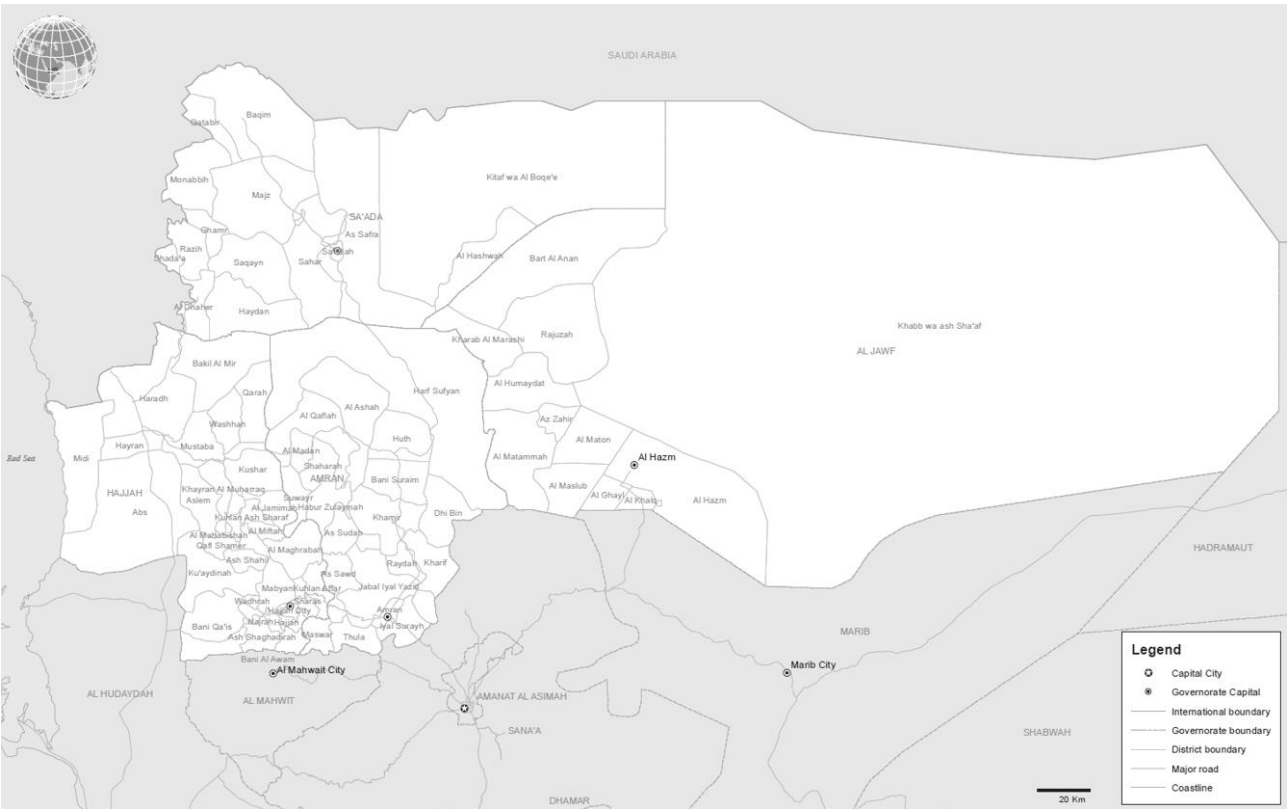 SAUDI ARABIA
Baqim
Qatabir
Kitaf wa Al Boqe'e
Monabbih
Majz
SA'ADA
Ghamr
As Safra
Razih
Shada'a
Saqayn
Sahar
Sa'adah
Al Hashwah
Bart Al Anan
Al Dhaher
Haydan
Khabb wa ash Sha'af
Kharab Al Marashi
Rajuzah
AL JAWF
Bakil Al Mir
Al Humaydat
Haradh
Qarah
Harf Sufyan
Al Ashah
Al Qaflah
Az Zahir
Washhah
Huth
Al Maton
Hayran
Mustaba
Al Madan
Al Matammah
Al Hazm
Red Sea
Midi
Kushar
Shaharah
AMRAN
Bani Suraim
Al Maslub
HAJJAH
Khayran Al Muharraq
Aslem
Suwayr
Al Ghayl
Al Khalq
Al Hazm
Abs
Al Jamimah
Habur Zulaymah
Kuhlan Ash Sharaf
Khamir
Dhi Bin
Al Mahabishah
Al Miftah
As Sudah
Qafl Shamer
Al Maghrabah
HADRAMAUT
Ash Shahil
Raydah
Kharif
Ku'aydinah
As Sawd
Mabyan
Kuhlan Affar
Jabal Iyal Yazid
Wadhrah
Sharas
Hajjah City
Amran
Bani Qa'is
Najrah
Hajjah
Iyal Surayh
Ash Shaghadirah
Maswar
Thula
MARIB
Bani Al Awam
Al Mahwait City
Marib City
AL HUDAYDAH
AL MAHWIT
AMANAT AL ASIMAH
SANA'A
SHABWAH
DHAMAR
20 Km
Legend
Capital City
Governorate Capital
International boundary
Governorate boundary
District boundary
Major road
Coastline